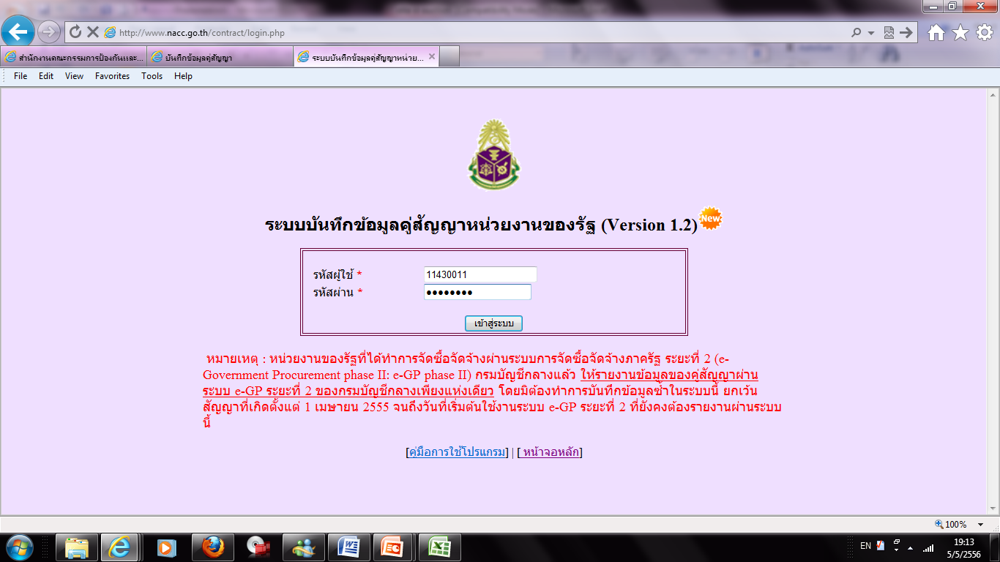 http://www.nacc.go.th/contract/login.php
สำนักงานคณะกรรมการป้องกันและ... บันทึกข้อมูลคู่สัญญา ระบบบันทึกข้อมูลคู่สัญญาหน่วย...
File Edit View Favorites Tools Help
ระบบบันทึกข้อมูลคู่สัญญาหน่วยงานของรัฐ (Version 1.2) New
รหัสผู้ใช้ * 11430011
รหัสผ่าน * ••••••••
เข้าสู่ระบบ
หมายเหตุ : หน่วยงานของรัฐที่ได้ทำการจัดซื้อจัดจ้างผ่านระบบการจัดซื้อจัดจ้างภาครัฐ ระยะที่ 2 (e-
Government Procurement phase II: e-GP phase II) กรมบัญชีกลางแล้ว ให้รายงานข้อมูลของคู่สัญญาผ่าน
ระบบ e-GP ระยะที่ 2 ของกรมบัญชีกลางเพียงแห่งเดียว โดยมิต้องทำการบันทึกข้อมูลซ้ำในระบบนี้ ยกเว้น
สัญญาที่เกิดตั้งแต่ 1 เมษายน 2555 จนถึงวันที่เริ่มต้นใช้งานระบบ e-GP ระยะที่ 2 ที่ยังคงต้องรายงานผ่านระบบ
นี้
[คู่มือการใช้โปรแกรม] | [ หน้าจอหลัก]
100%
EN 19:13
5/5/2556